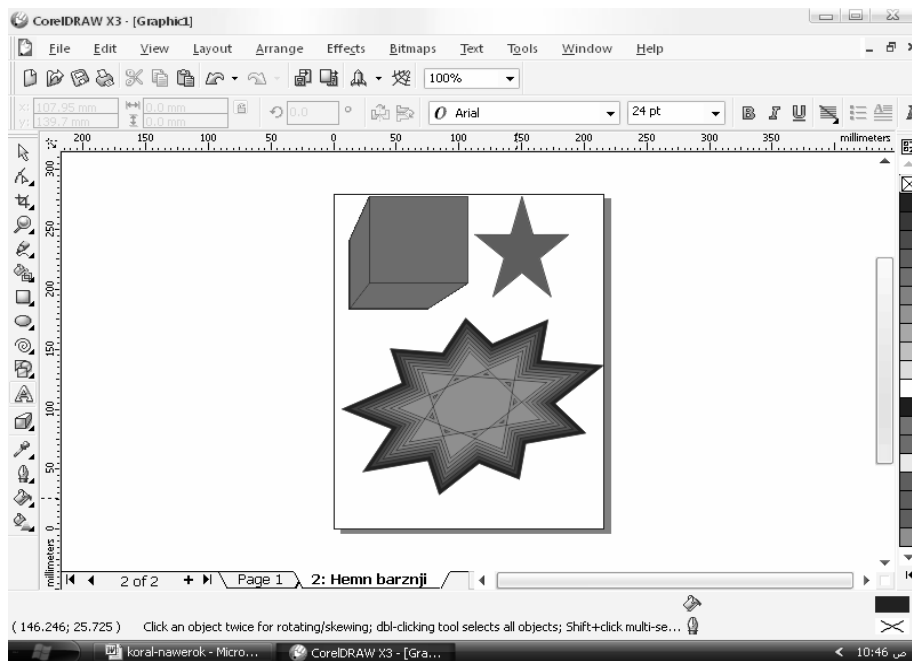 CorelDRAW X3 - [Graphic1]
File Edit View Layout Arrange Effects Bitmaps Text Tools Window Help
100%
x: 107.95 mm 0.0 mm 0.0 ° O Arial 24 pt B I U
y: 139.7 mm 0.0 mm
200 150 100 50 0 50 100 150 200 250 300 350 millimeters
300
250
200
150
100
50
0
millimeters
2 of 2 Page 1 2: Hemn barznji
( 146.246; 25.725 ) Click an object twice for rotating/skewing; dbl-clicking tool selects all objects; Shift+click multi-se...
koral-nawerok - Micro... CorelDRAW X3 - [Gra... 10:46 ص